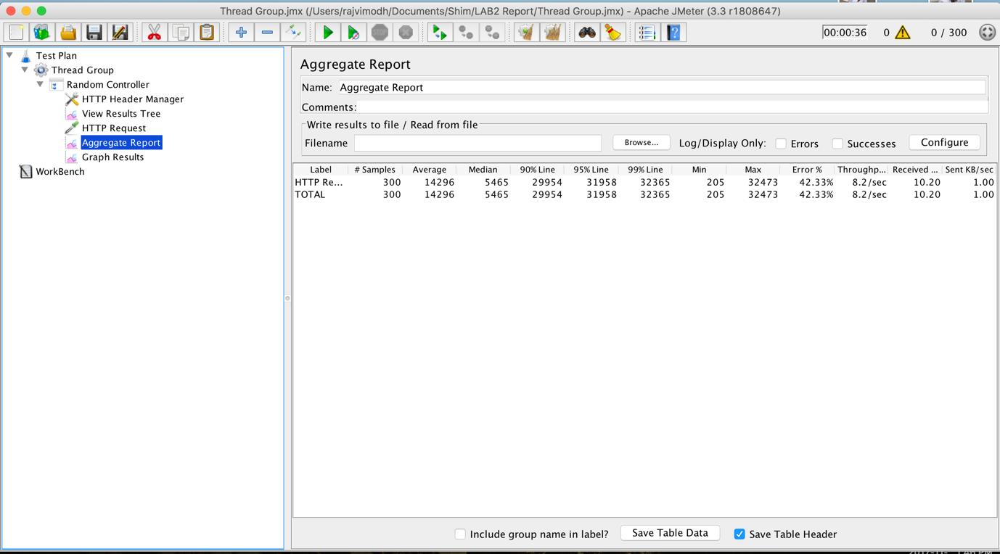 Thread Group.jmx (/Users/rajvimodh/Documents/Shim/LAB2 Report/Thread Group.jmx) - Apache JMeter (3.3 r1808647)
STOP 00:00:36 0 0 / 300
Test Plan
Thread Group
Random Controller
HTTP Header Manager
View Results Tree
HTTP Request
Aggregate Report
Graph Results
WorkBench
Aggregate Report
Name: Aggregate Report
Comments:
Write results to file / Read from file
Filename Browse... Log/Display Only: Errors Successes Configure
Label # Samples Average Median 90% Line 95% Line 99% Line Min Max Error % Throughp... Received ... Sent KB/sec
HTTP Re... 300 14296 5465 29954 31958 32365 205 32473 42.33% 8.2/sec 10.20 1.00
TOTAL 300 14296 5465 29954 31958 32365 205 32473 42.33% 8.2/sec 10.20 1.00
Include group name in label? Save Table Data Save Table Header